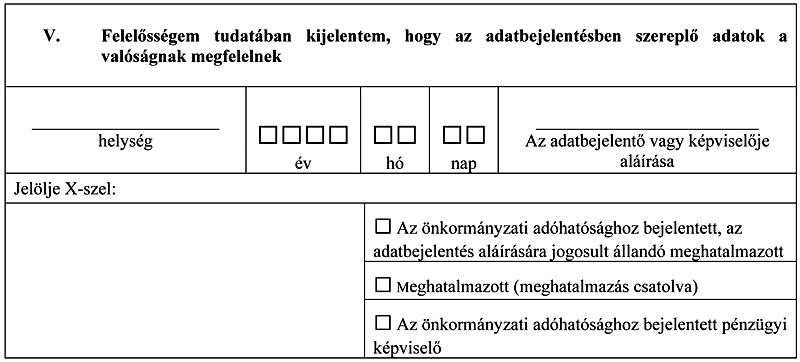 V. Felelősségem tudatában kijelentem, hogy az adatbejelentésben szereplő adatok a
valóságnak megfelelnek
helység
év
hó
nap
Az adatbejelentő vagy képviselője
aláírása
Jelölje X-szel:
☐ Az önkormányzati adóhatósághoz bejelentett, az
adatbejelentés aláírására jogosult állandó meghatalmazott
☐ Meghatalmazott (meghatalmazás csatolva)
☐ Az önkormányzati adóhatósághoz bejelentett pénzügyi
képviselő